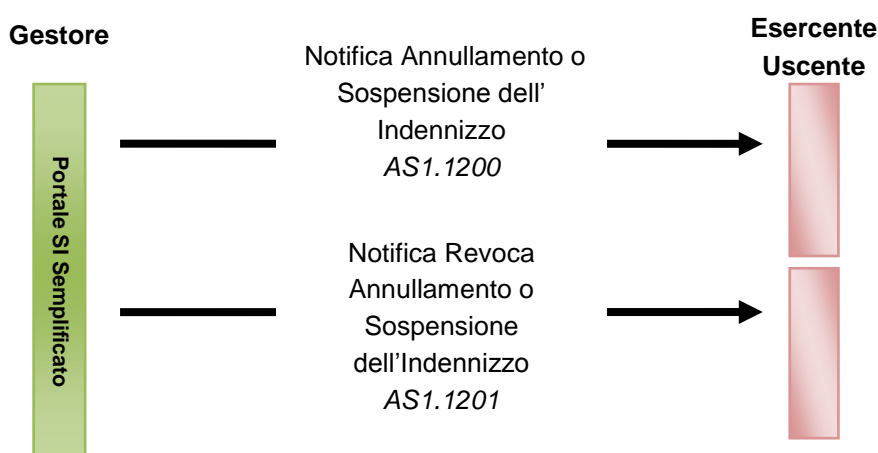 Gestore
Esercente
Uscente
Portale SI Semplificato
Notifica Annullamento o
Sospensione dell'
Indennizzo
AS1.1200
Notifica Revoca
Annullamento o
Sospensione
dell'Indennizzo
AS1.1201